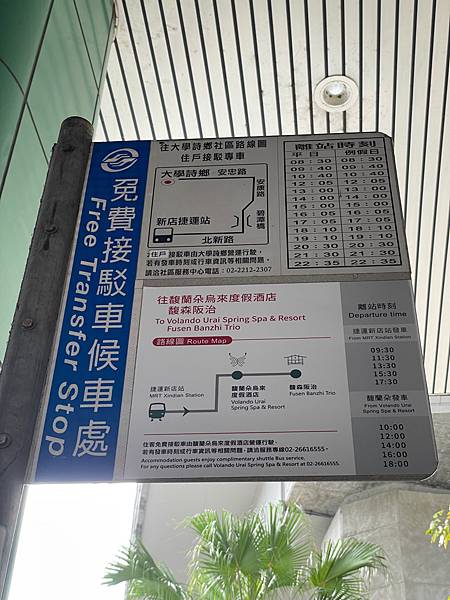 免費接駁車候車處
Free Transfer Stop
往大學詩鄉社區路線圖
住戶接駁專車
大學詩鄉 安忠路
安康路
碧潭橋
新店捷運站
北新路
住戶接駁車由大學詩鄉營運行駛,
若有發車時刻或行車資訊等相關問題,
請洽社區服務中心電話:02-2212-2307
離站時刻
平日 例假日
08:30 08:30
09:40 09:40
10:40 10:40
12:05 12:05
13:00 13:00
14:00 14:00
15:00 15:00
16:05 16:05
17:05 17:05
18:10 18:10
19:10 19:10
20:30 20:30
21:30 21:30
22:35 22:35
往馥蘭朵烏來度假酒店
馥森阪治
To Volando Urai Spring Spa & Resort
Fusen Banzhi Trio
路線圖 Route Map
捷運新店站
MRT Xindian Station
馥蘭朵烏來
度假酒店
Volando Urai
Spring Spa & Resort
馥森阪治
Fusen Banzhi Trio
住客免費接駁車由馥蘭朵烏來度假酒店營運行駛,
若有發車時刻或行車資訊等相關問題,請洽服務專線02-26616555。
Accommodation guests enjoy complimentary shuttle Bus service.
For any questions please call Volando Urai Spring Spa & Resort at 02-26616555.
離站時刻
Departure time
捷運新店站發車
From MRT Xindian Station
09:30
11:30
13:30
15:30
17:30
馥蘭朵發車
From Volando Urai
Spring Spa & Resort
10:00
12:00
14:00
16:00
18:00